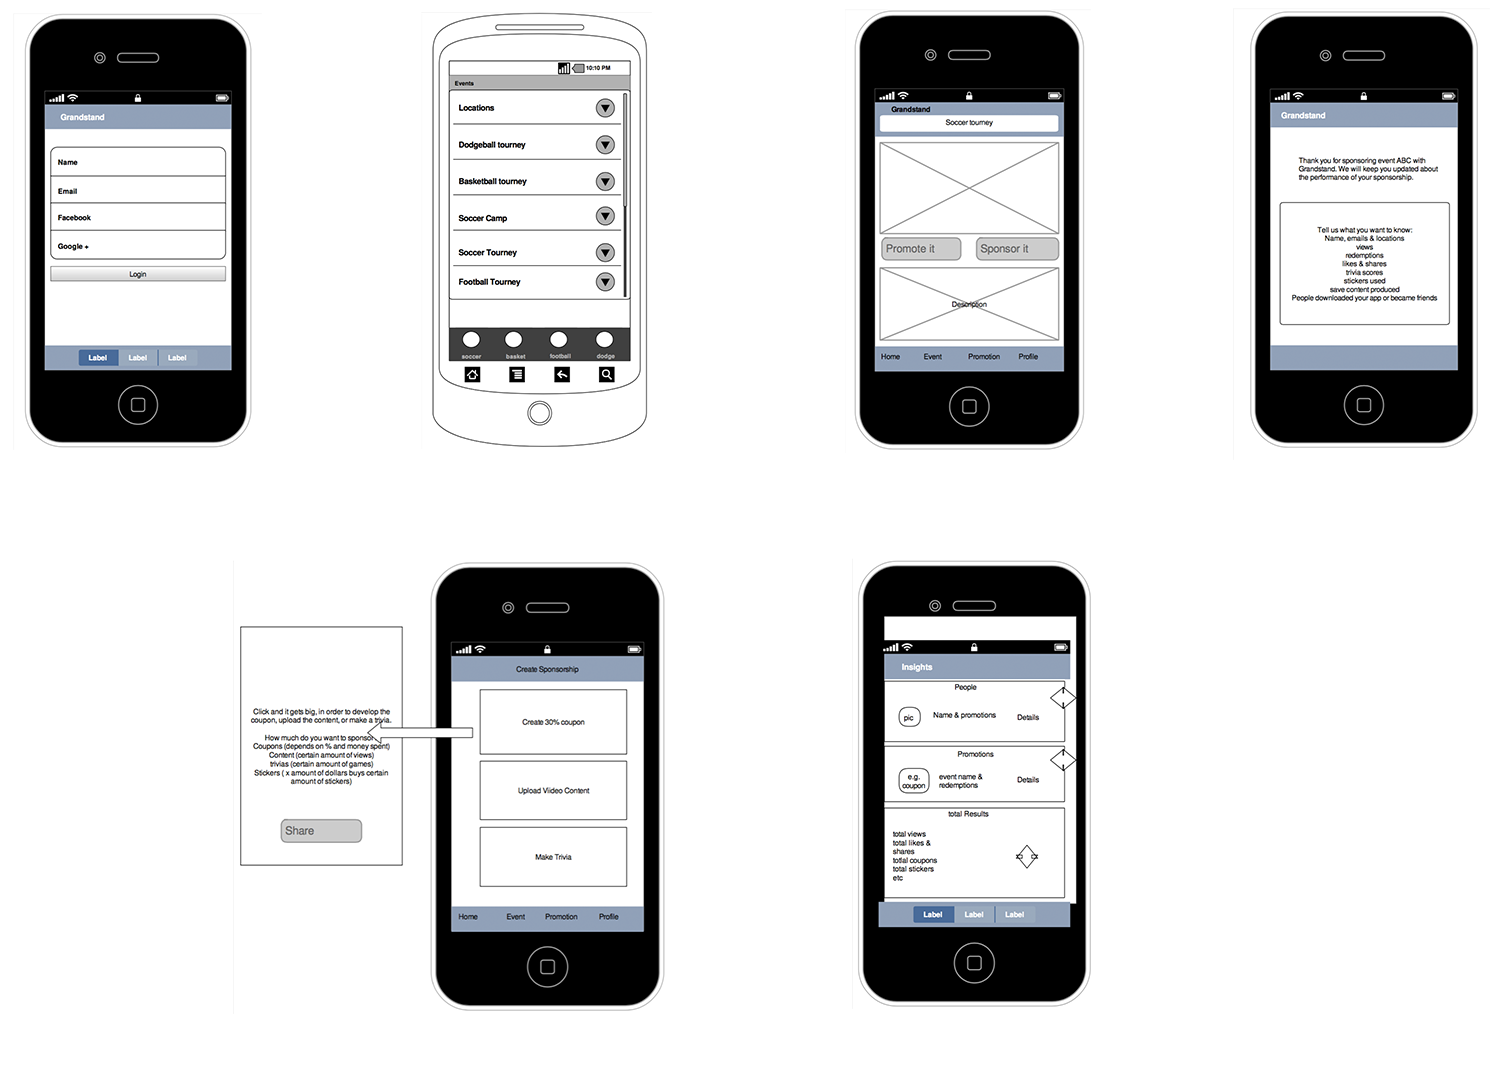 Grandstand
Name
Email
Facebook
Google +
Login
Label Label Label
10:10 PM
Events
Locations
Dodgeball tourney
Basketball tourney
Soccer Camp
Soccer Tourney
Football Tourney
soccer basket football dodge
Grandstand
Soccer tourney
Promote it Sponsor it
Description
Home Event Promotion Profile
Grandstand
Thank you for sponsoring event ABC with
Grandstand. We will keep you updated about
the performance of your sponsorship.
Tell us what you want to know:
Name, emails & locations
views
redemptions
likes & shares
trivia scores
stickers used
save content produced
People downloaded your app or became friends
Click and it gets big, in order to develop the
coupon, upload the content, or make a trivia.
How much do you want to sponsor
Coupons (depends on % and money spent)
Content (certain amount of views)
trivias (certain amount of games)
Stickers ( x amount of dollars buys certain
amount of stickers)
Share
Create Sponsorship
Create 30% coupon
Upload Viideo Content
Make Trivia
Home Event Promotion Profile
Insights
People
pic Name & promotions Details
Promotions
e.g.
coupon
event name &
redemptions
Details
total Results
total views
total likes &
shares
totlal coupons
total stickers
etc
Label Label Label